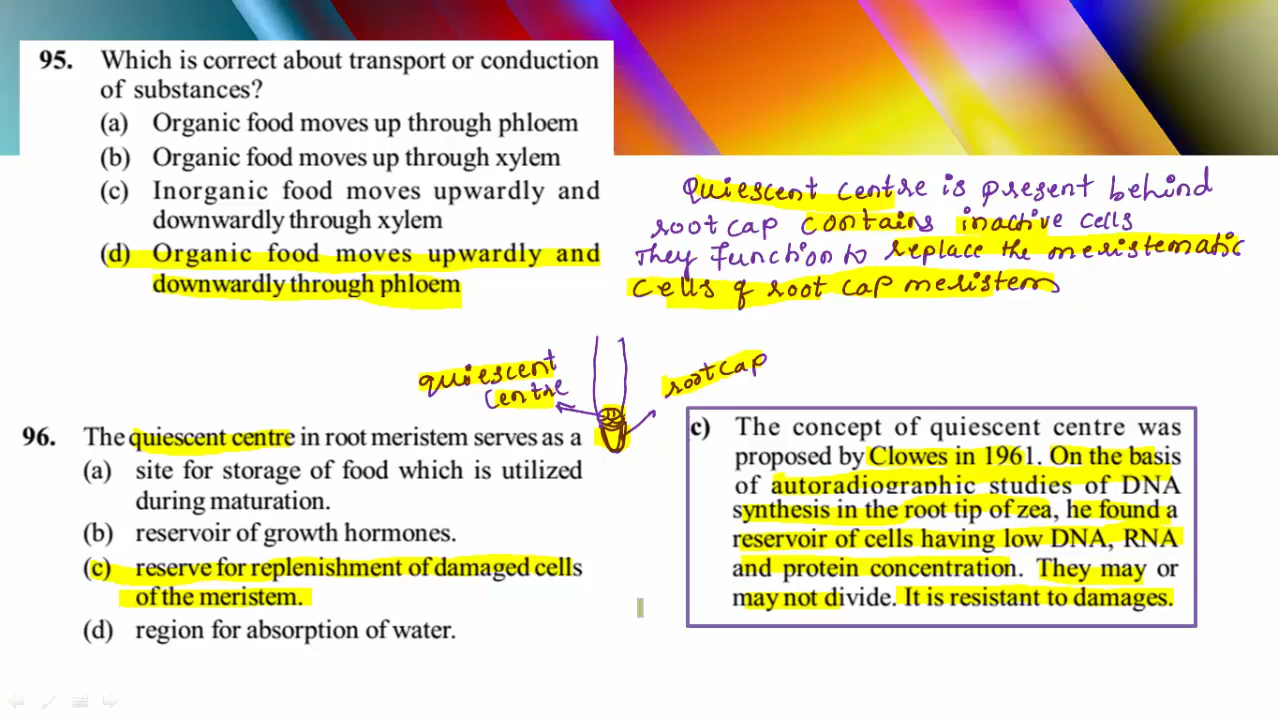 95. Which is correct about transport or conduction
of substances?
(a) Organic food moves up through phloem
(b) Organic food moves up through xylem
(c) Inorganic food moves upwardly and
downwardly through xylem
(d) Organic food moves upwardly and
downwardly through phloem
Quiescent centre is present behind
root cap contains inactive cells
They function to replace the meristematic
cells of root cap meristem
quiescent
centre
rootcap
96. The quiescent centre in root meristem serves as a
(a) site for storage of food which is utilized
during maturation.
(b) reservoir of growth hormones.
(c) reserve for replenishment of damaged cells
of the meristem.
(d) region for absorption of water.
c) The concept of quiescent centre was
proposed by Clowes in 1961. On the basis
of autoradiographic studies of DNA
synthesis in the root tip of zea, he found a
reservoir of cells having low DNA, RNA
and protein concentration. They may or
may not divide. It is resistant to damages.